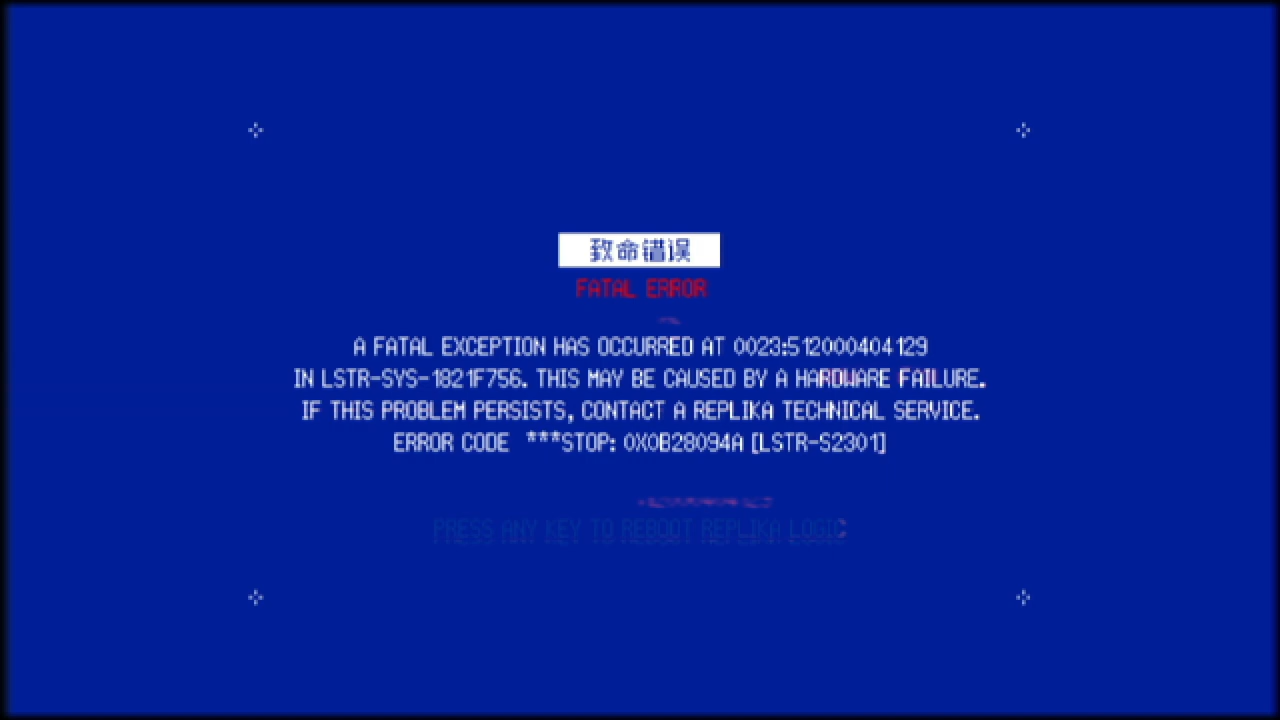 致命错误
FATAL ERROR
A FATAL EXCEPTION HAS OCCURRED AT 0023:512000404129
IN LSTR-SYS-1821F756. THIS MAY BE CAUSED BY A HARDWARE FAILURE.
IF THIS PROBLEM PERSISTS, CONTACT A REPLIKA TECHNICAL SERVICE.
ERROR CODE ***STOP: 0X0B28094A [LSTR-S2301]
PRESS ANY KEY TO REBOOT REPLIKA LOGIC